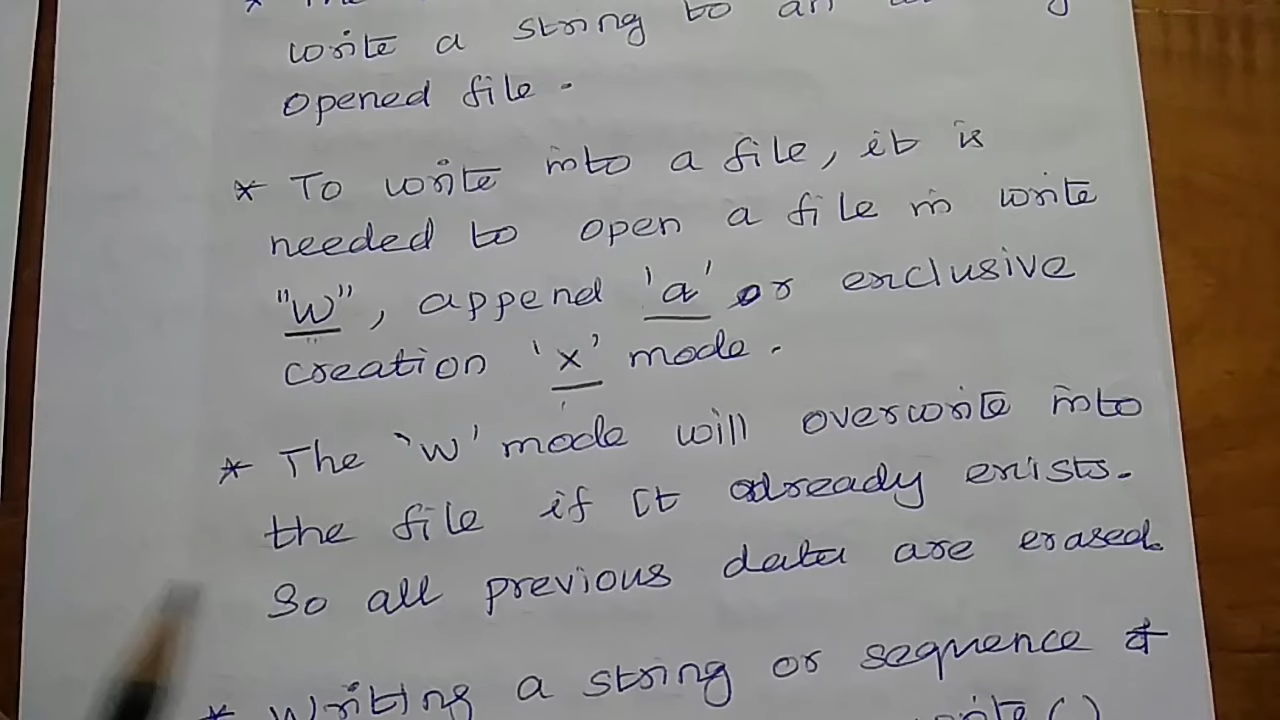 * The
write a string to an
opened file.
* To write into a file, it is
needed to open a file in write
"w", append 'a' or exclusive
creation 'x' mode.
* The 'w' mode will overwrite into
the file if it already exists.
So all previous data are erased.
* Writing a string or sequence of
write()